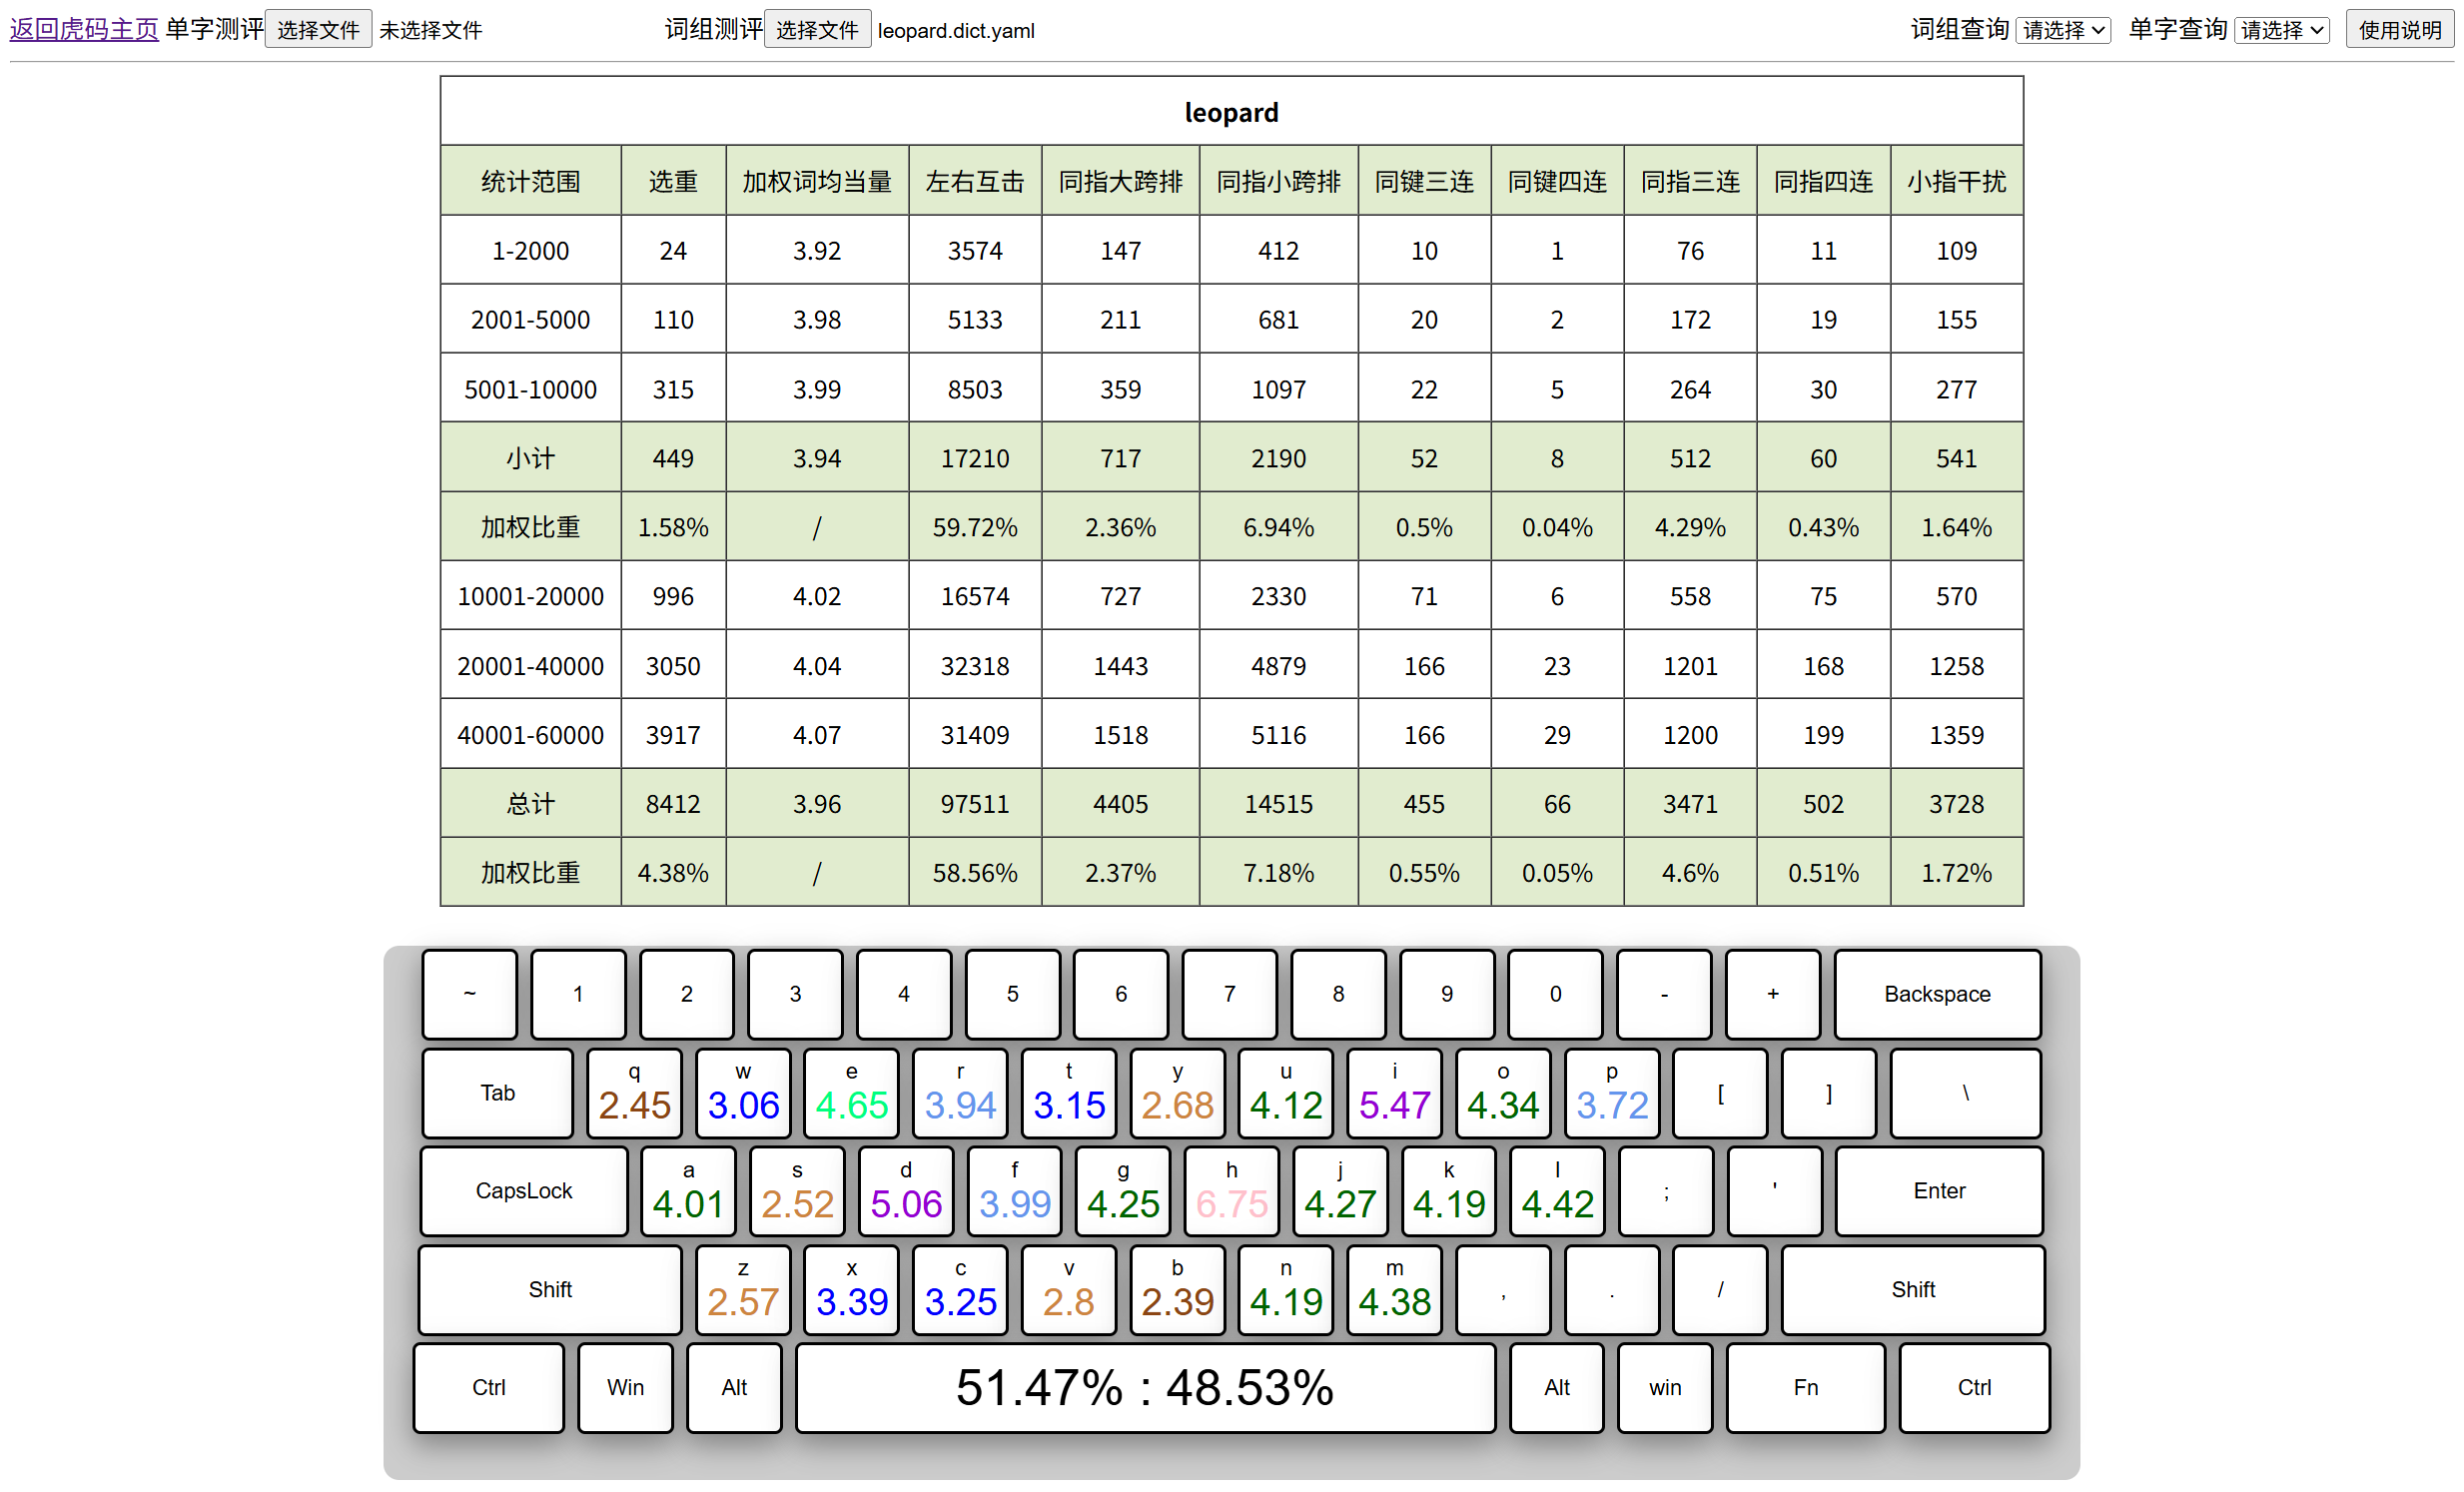 返回虎码主页 单字测评 选择文件 未选择文件 词组测评 选择文件 leopard.dict.yaml 词组查询 请选择 单字查询 请选择 使用说明
leopard
统计范围 选重 加权词均当量 左右互击 同指大跨排 同指小跨排 同键三连 同键四连 同指三连 同指四连 小指干扰
1-2000 24 3.92 3574 147 412 10 1 76 11 109
2001-5000 110 3.98 5133 211 681 20 2 172 19 155
5001-10000 315 3.99 8503 359 1097 22 5 264 30 277
小计 449 3.94 17210 717 2190 52 8 512 60 541
加权比重 1.58% / 59.72% 2.36% 6.94% 0.5% 0.04% 4.29% 0.43% 1.64%
10001-20000 996 4.02 16574 727 2330 71 6 558 75 570
20001-40000 3050 4.04 32318 1443 4879 166 23 1201 168 1258
40001-60000 3917 4.07 31409 1518 5116 166 29 1200 199 1359
总计 8412 3.96 97511 4405 14515 455 66 3471 502 3728
加权比重 4.38% / 58.56% 2.37% 7.18% 0.55% 0.05% 4.6% 0.51% 1.72%
~ 1 2 3 4 5 6 7 8 9 0 - + Backspace
q w e r t y u i o p
Tab 2.45 3.06 4.65 3.94 3.15 2.68 4.12 5.47 4.34 3.72 [ ] \
a s d f g h j k l
CapsLock 4.01 2.52 5.06 3.99 4.25 6.75 4.27 4.19 4.42 ; ' Enter
z x c v b n m
Shift 2.57 3.39 3.25 2.8 2.39 4.19 4.38 , . / Shift
Ctrl Win Alt 51.47% : 48.53% Alt win Fn Ctrl